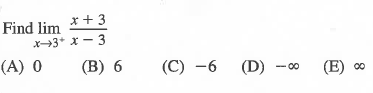 Find lim x + 3
x→3⁺ x − 3
(A) 0 (B) 6 (C) −6 (D) −∞ (E) ∞